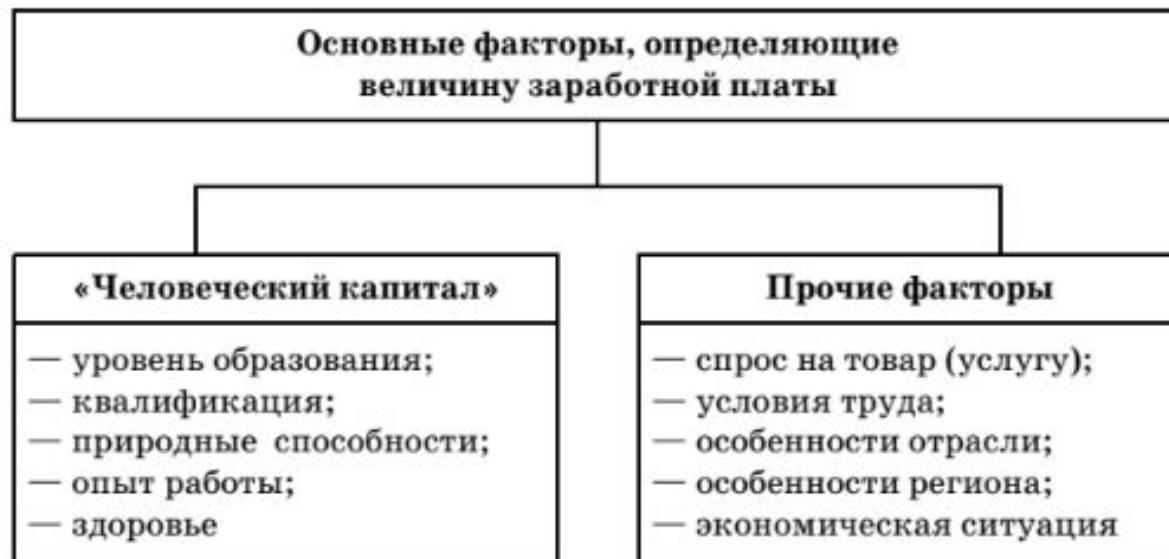 Основные факторы, определяющие
величину заработной платы
«Человеческий капитал»
— уровень образования;
— квалификация;
— природные способности;
— опыт работы;
— здоровье
Прочие факторы
— спрос на товар (услугу);
— условия труда;
— особенности отрасли;
— особенности региона;
— экономическая ситуация